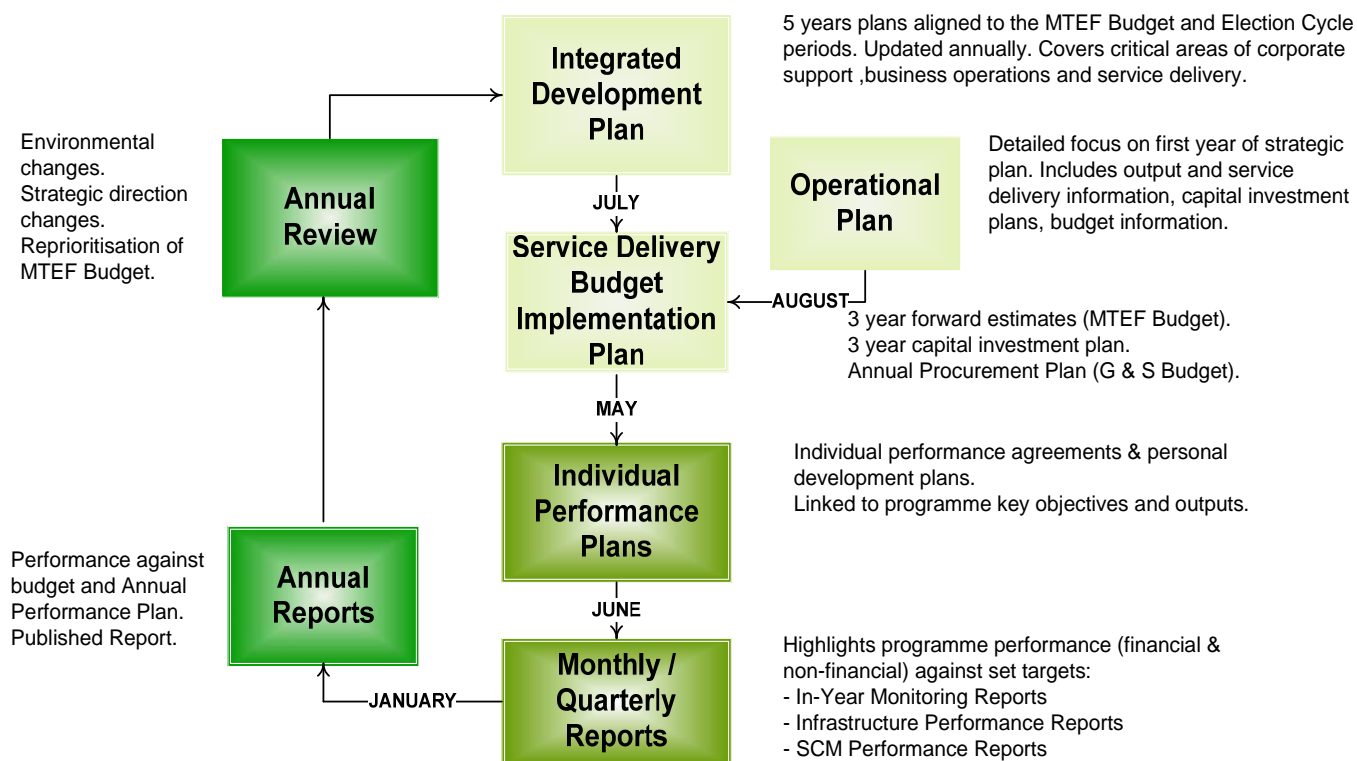 5 years plans aligned to the MTEF Budget and Election Cycle
periods. Updated annually. Covers critical areas of corporate
support ,business operations and service delivery.
Integrated
Development
Plan
Environmental
changes.
Strategic direction
changes.
Reprioritisation of
MTEF Budget.
Annual
Review
JULY
Operational
Plan
Detailed focus on first year of strategic
plan. Includes output and service
delivery information, capital investment
plans, budget information.
Service Delivery
Budget
Implementation
Plan
AUGUST
3 year forward estimates (MTEF Budget).
3 year capital investment plan.
Annual Procurement Plan (G & S Budget).
MAY
Individual
Performance
Plans
Individual performance agreements & personal
development plans.
Linked to programme key objectives and outputs.
Performance against
budget and Annual
Performance Plan.
Published Report.
Annual
Reports
JUNE
Monthly /
Quarterly
Reports
JANUARY
Highlights programme performance (financial &
non-financial) against set targets:
- In-Year Monitoring Reports
- Infrastructure Performance Reports
- SCM Performance Reports